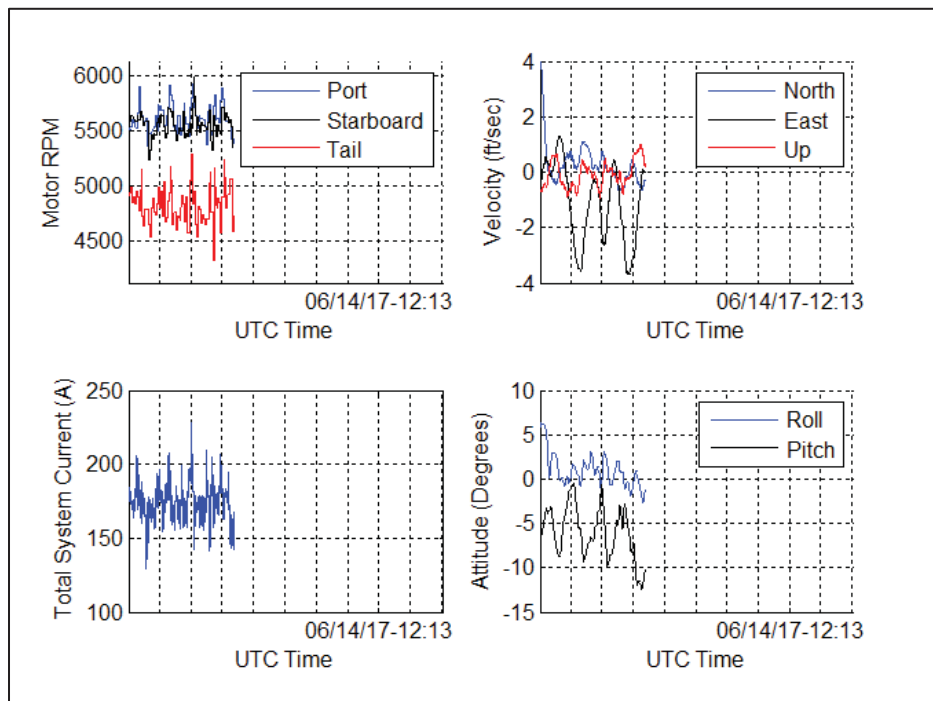 6000
5500
5000
4500
Motor RPM
Port
Starboard
Tail
06/14/17-12:13
UTC Time
4
2
0
-2
-4
Velocity (ft/sec)
North
East
Up
06/14/17-12:13
UTC Time
250
200
150
100
Total System Current (A)
06/14/17-12:13
UTC Time
10
5
0
-5
-10
-15
Attitude (Degrees)
Roll
Pitch
06/14/17-12:13
UTC Time